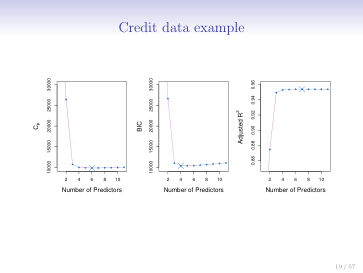 Credit data example
Cp
10000 15000 20000 25000 30000
2 4 6 8 10
Number of Predictors
BIC
10000 15000 20000 25000 30000
2 4 6 8 10
Number of Predictors
Adjusted R²
0.86 0.88 0.90 0.92 0.94 0.96
2 4 6 8 10
Number of Predictors
19 / 57